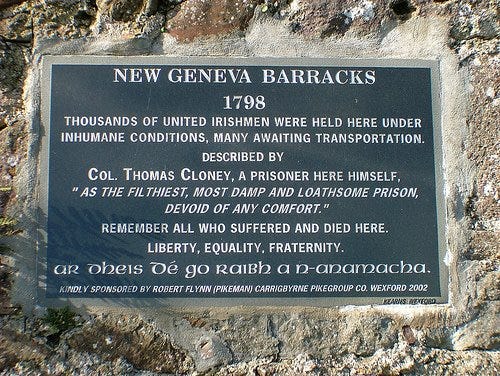 NEW GENEVA BARRACKS
1798
THOUSANDS OF UNITED IRISHMEN WERE HELD HERE UNDER
INHUMANE CONDITIONS, MANY AWAITING TRANSPORTATION.
DESCRIBED BY
COL. THOMAS CLONEY, A PRISONER HERE HIMSELF,
"AS THE FILTHIEST, MOST DAMP AND LOATHSOME PRISON,
DEVOID OF ANY COMFORT."
REMEMBER ALL WHO SUFFERED AND DIED HERE.
LIBERTY, EQUALITY, FRATERNITY.
ar dheis dé go raibh a n-anamacha.
KINDLY SPONSORED BY ROBERT FLYNN (PIKEMAN) CARRIGBYRNE PIKEGROUP CO. WEXFORD 2002
KEARNS WEXFORD